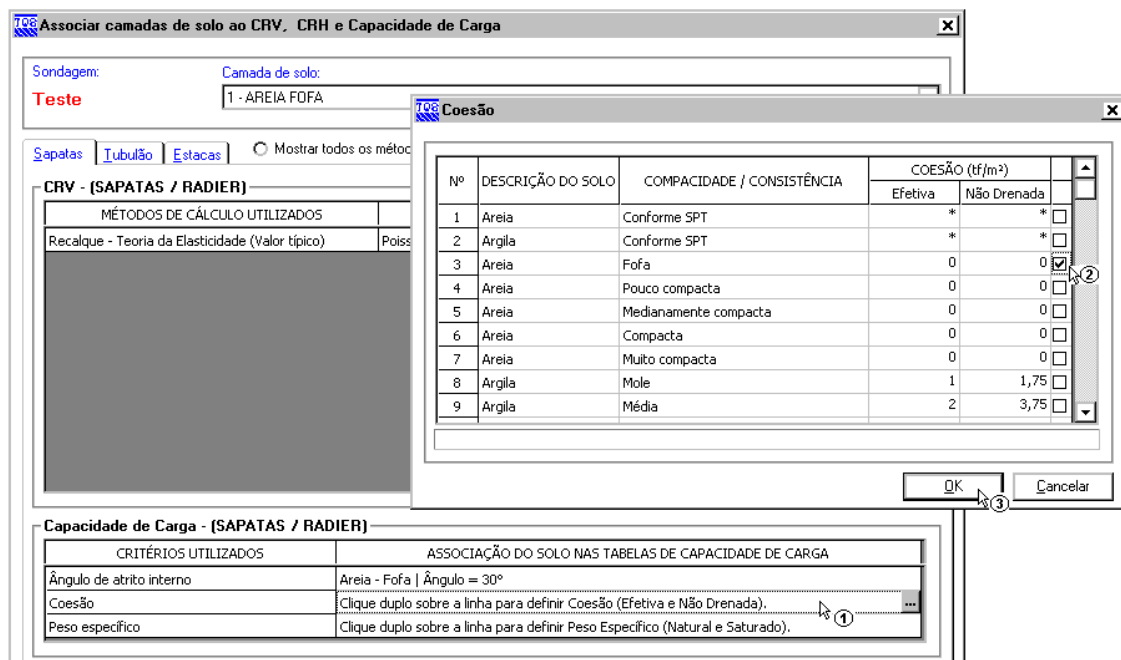 TQS Associar camadas de solo ao CRV, CRH e Capacidade de Carga
Sondagem:
Camada de solo:
Teste
1 - AREIA FOFA
Sapatas Tubulão Estacas Mostrar todos os
CRV - (SAPATAS / RADIER)
MÉTODOS DE CÁLCULO UTILIZADOS
Recalque - Teoria da Elasticidade (Valor típico)
TQS Coesão
Nº DESCRIÇÃO DO SOLO COMPACIDADE / CONSISTÊNCIA COESÃO (tf/m²)
Efetiva Não Drenada
1 Areia Conforme SPT * *
2 Argila Conforme SPT * *
3 Areia Fofa 0 0
4 Areia Pouco compacta 0 0
5 Areia Medianamente compacta 0 0
6 Areia Compacta 0 0
7 Areia Muito compacta 0 0
8 Argila Mole 1 1,75
9 Argila Média 2 3,75
2
OK Cancelar
3
Capacidade de Carga - (SAPATAS / RADIER)
CRITÉRIOS UTILIZADOS ASSOCIAÇÃO DO SOLO NAS TABELAS DE CAPACIDADE DE CARGA
Ângulo de atrito interno Areia - Fofa | Ângulo = 30º
Coesão Clique duplo sobre a linha para definir Coesão (Efetiva e Não Drenada). ...
1
Peso específico Clique duplo sobre a linha para definir Peso Específico (Natural e Saturado).